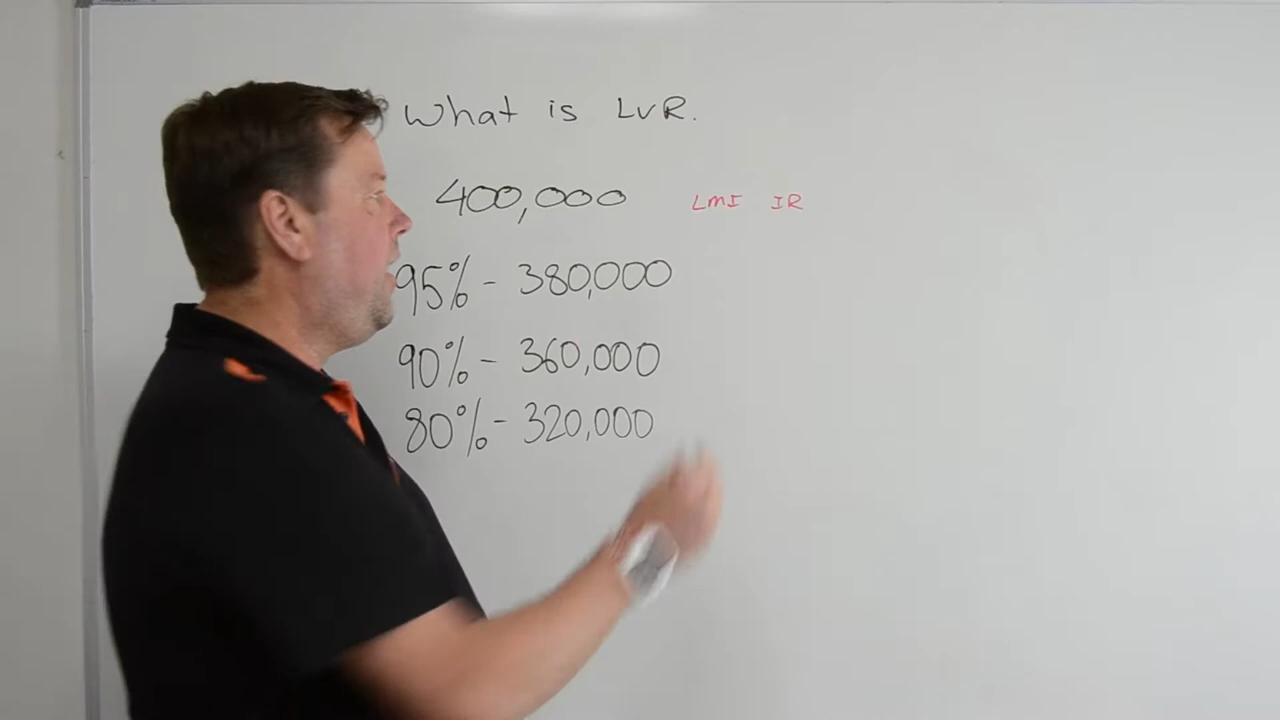 What is LVR.
400,000 LMI IR
95% - 380,000
90% - 360,000
80% - 320,000